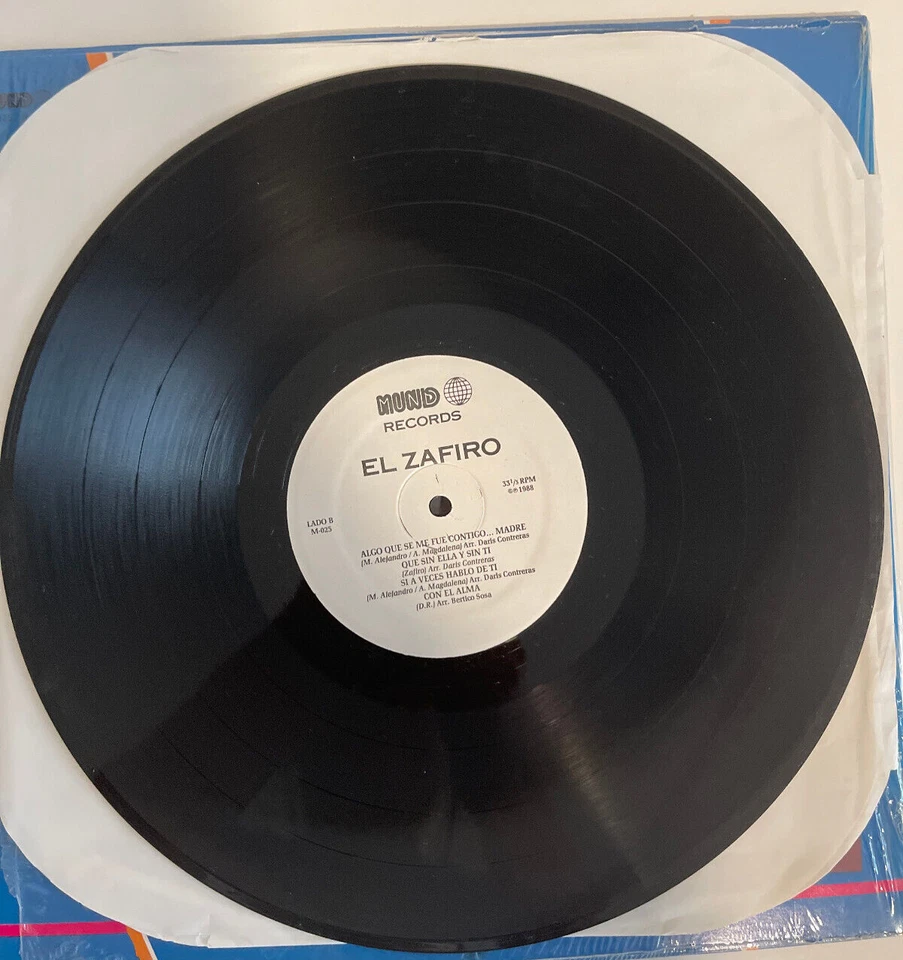 MUND
RECORDS
EL ZAFIRO
33 1/3 RPM
©℗ 1988
LADO B
M-025
ALGO QUE SE ME FUE CONTIGO... MADRE
(M. Alejandro / A. Magdalena) Arr. Daris Contreras
QUE SIN ELLA Y SIN TI
(Zafiro) Arr. Daris Contreras
SI A VECES HABLO DE TI
(M. Alejandro / A. Magdalena) Arr. Daris Contreras
CON EL ALMA
(D.R.) Arr. Bertico Sosa